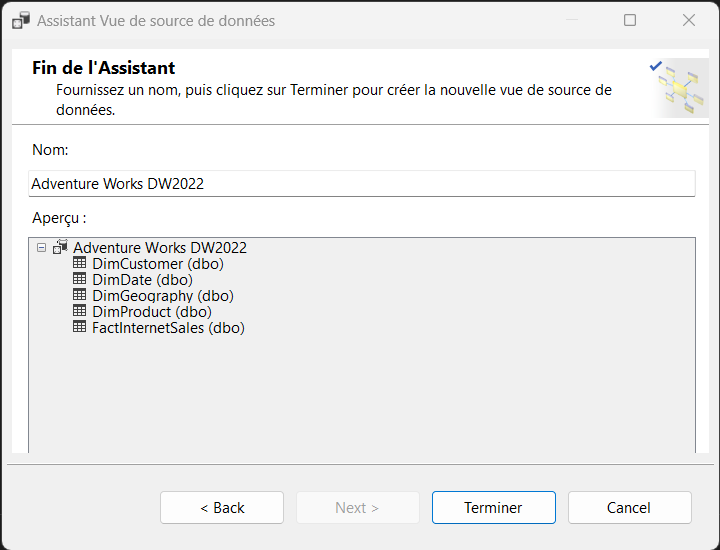 Assistant Vue de source de données
Fin de l'Assistant
Fournissez un nom, puis cliquez sur Terminer pour créer la nouvelle vue de source de
données.
Nom:
Adventure Works DW2022
Aperçu :
Adventure Works DW2022
DimCustomer (dbo)
DimDate (dbo)
DimGeography (dbo)
DimProduct (dbo)
FactInternetSales (dbo)
< Back
Next >
Terminer
Cancel